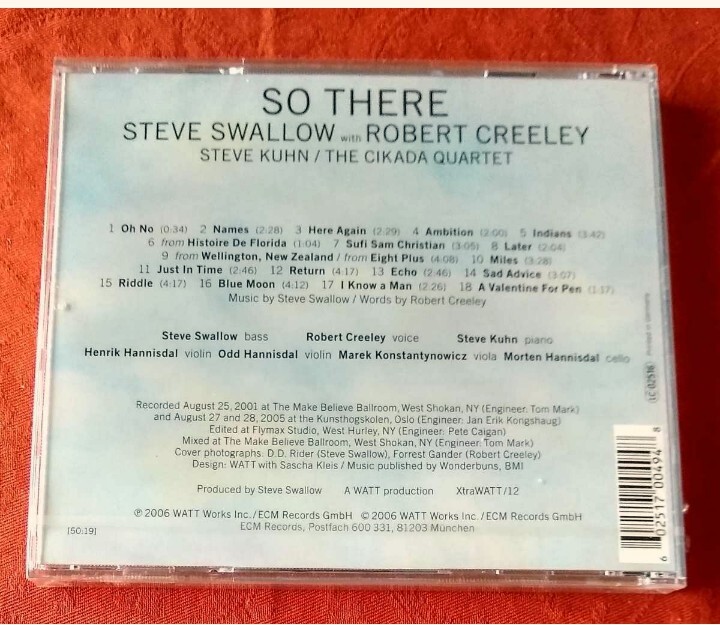 SO THERE
STEVE SWALLOW with ROBERT CREELEY
STEVE KUHN / THE CIKADA QUARTET
1 Oh No (0:34) 2 Names (2:28) 3 Here Again (2:29) 4 Ambition (2:00) 5 Indians (3:42)
6 from Histoire De Florida (1:04) 7 Sufi Sam Christian (3:05) 8 Later (2:04)
9 from Wellington, New Zealand / from Eight Plus (4:08) 10 Miles (3:28)
11 Just In Time (2:46) 12 Return (4:17) 13 Echo (2:46) 14 Sad Advice (3:07)
15 Riddle (4:17) 16 Blue Moon (4:12) 17 I Know a Man (2:26) 18 A Valentine For Pen (1:17)
Music by Steve Swallow / Words by Robert Creeley
Steve Swallow bass Robert Creeley voice Steve Kuhn piano
Henrik Hannisdal violin Odd Hannisdal violin Marek Konstantynowicz viola Morten Hannisdal cello
Recorded August 25, 2001 at The Make Believe Ballroom, West Shokan, NY (Engineer: Tom Mark)
and August 27 and 28, 2005 at the Kunsthogskolen, Oslo (Engineer: Jan Erik Kongshaug)
Edited at Flymax Studio, West Hurley, NY (Engineer: Pete Caigan)
Mixed at The Make Believe Ballroom, West Shokan, NY (Engineer: Tom Mark)
Cover photographs: D.D. Rider (Steve Swallow), Forrest Gander (Robert Creeley)
Design: WATT with Sascha Kleis / Music published by Wonderbuns, BMI
Produced by Steve Swallow A WATT production XtraWATT/12
℗ 2006 WATT Works Inc./ECM Records GmbH © 2006 WATT Works Inc./ECM Records GmbH
ECM Records, Postfach 600 331, 81203 München
[50:19]
LC 02516 Printed in Germany
6 02517 00494 8